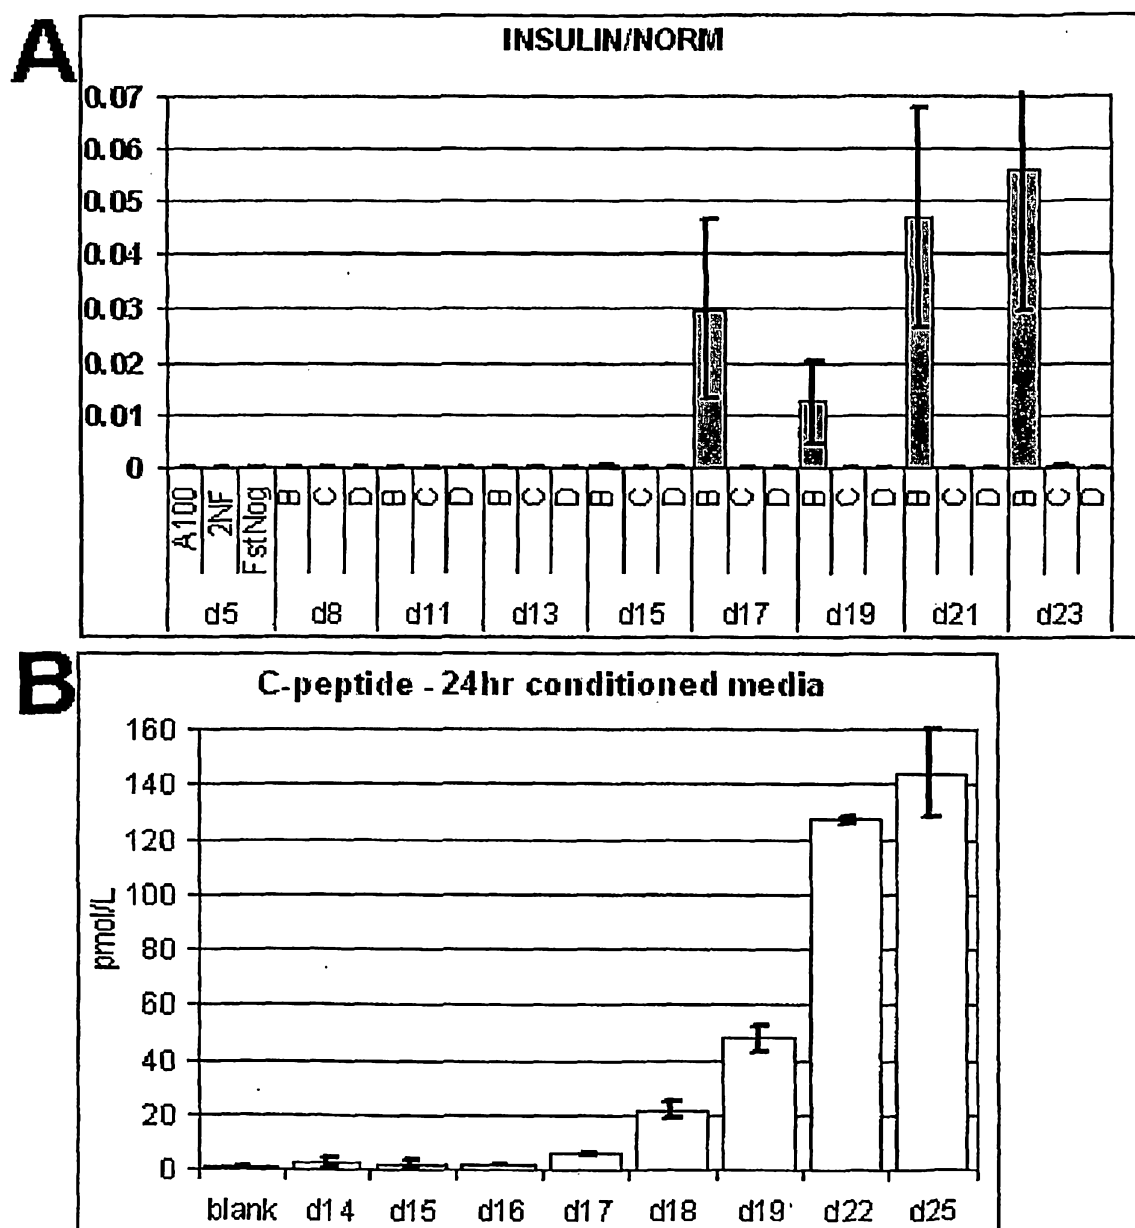 A
INSULIN/NORM
0.07
0.06
0.05
0.04
0.03
0.02
0.01
0
A100 2NF FstNog B C D B C D B C D B C D B C D B C D B C D B C D
d5 d8 d11 d13 d15 d17 d19 d21 d23
B
C-peptide - 24hr conditioned media
pmol/L
160
140
120
100
80
60
40
20
0
blank d14 d15 d16 d17 d18 d19 d22 d25